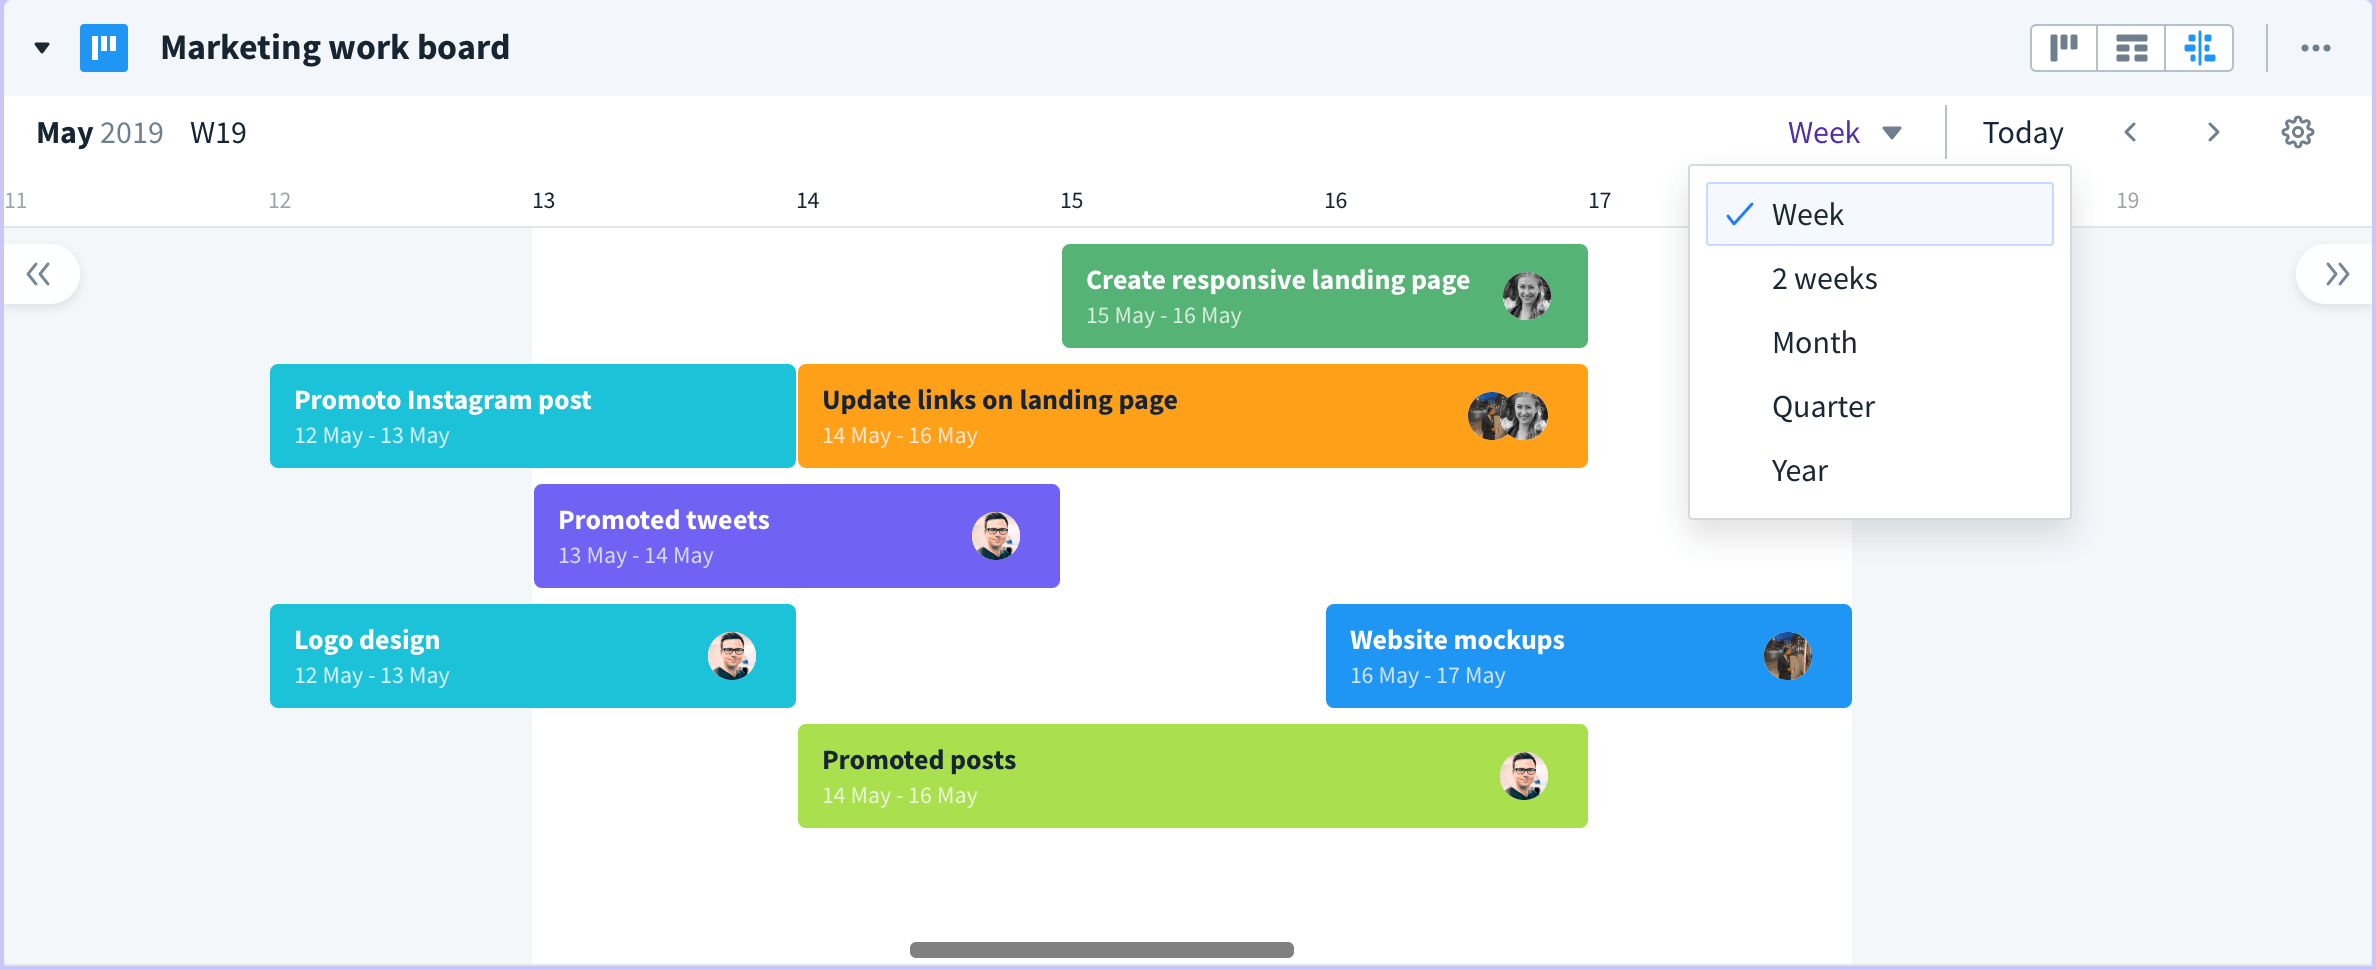 Marketing work board
May 2019 W19
Week Today
11 12 13 14 15 16 17 19
Week
2 weeks
Month
Quarter
Year
Create responsive landing page
15 May - 16 May
Promoto Instagram post
12 May - 13 May
Update links on landing page
14 May - 16 May
Promoted tweets
13 May - 14 May
Logo design
12 May - 13 May
Website mockups
16 May - 17 May
Promoted posts
14 May - 16 May